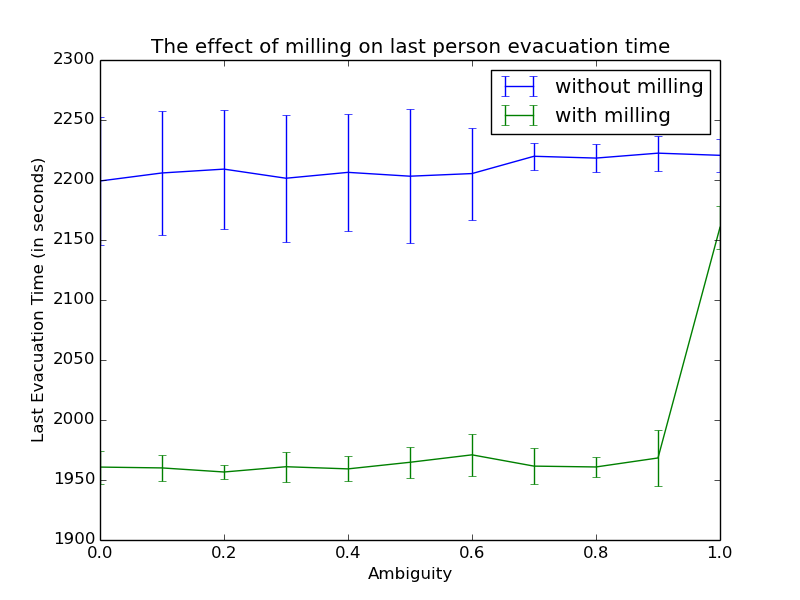 The effect of milling on last person evacuation time
without milling
with milling
Last Evacuation Time (in seconds)
2300
2250
2200
2150
2100
2050
2000
1950
1900
0.0 0.2 0.4 0.6 0.8 1.0
Ambiguity